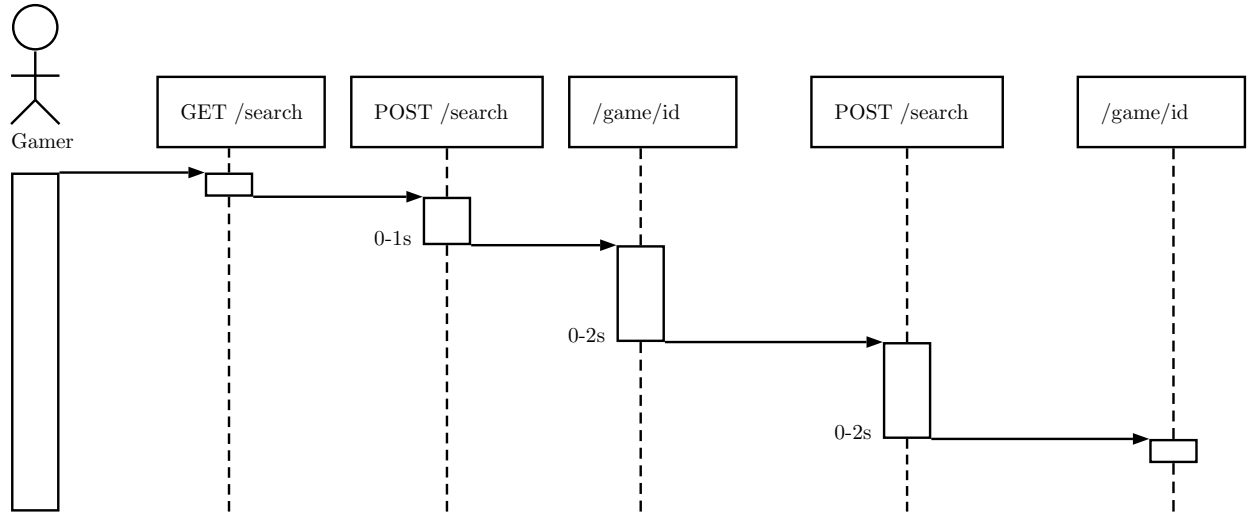 Gamer
GET /search
POST /search
/game/id
POST /search
/game/id
0-1s
0-2s
0-2s